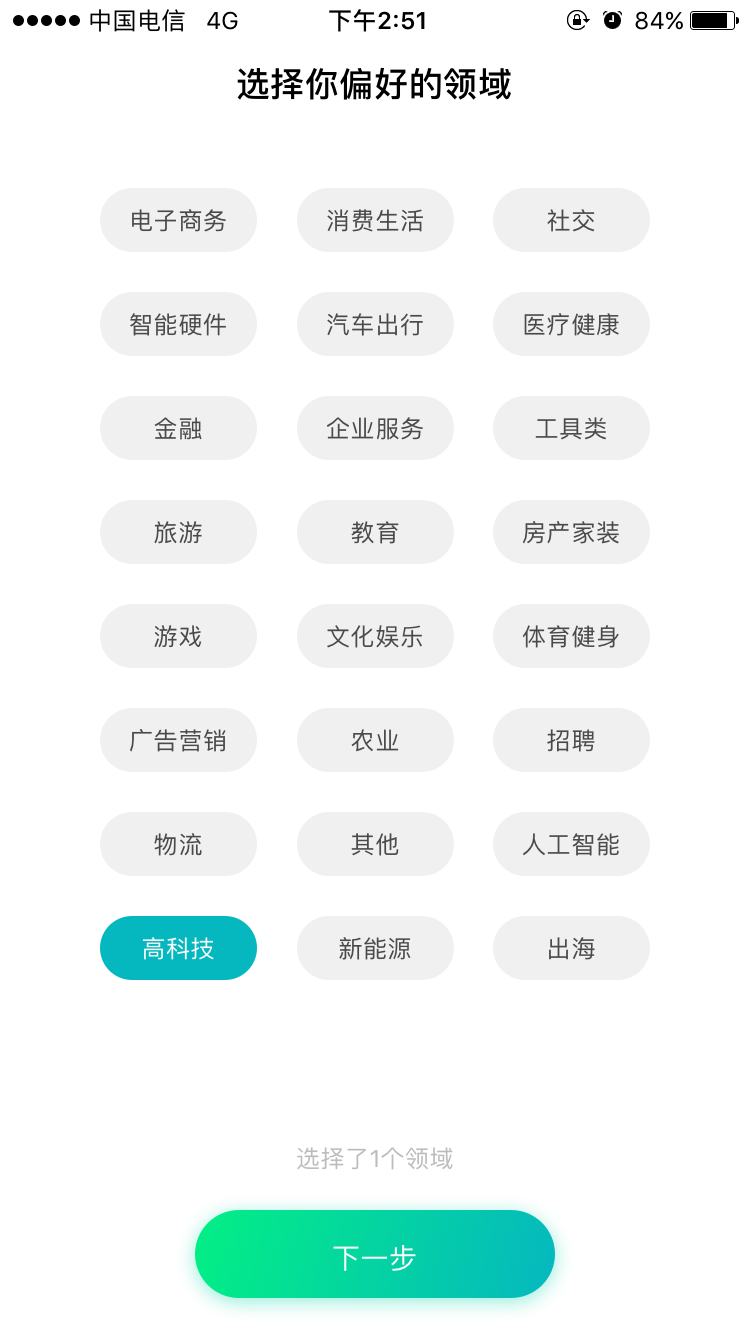 中国电信 4G 下午2:51 84%
选择你偏好的领域
电子商务 消费生活 社交
智能硬件 汽车出行 医疗健康
金融 企业服务 工具类
旅游 教育 房产家装
游戏 文化娱乐 体育健身
广告营销 农业 招聘
物流 其他 人工智能
高科技 新能源 出海
选择了1个领域
下一步